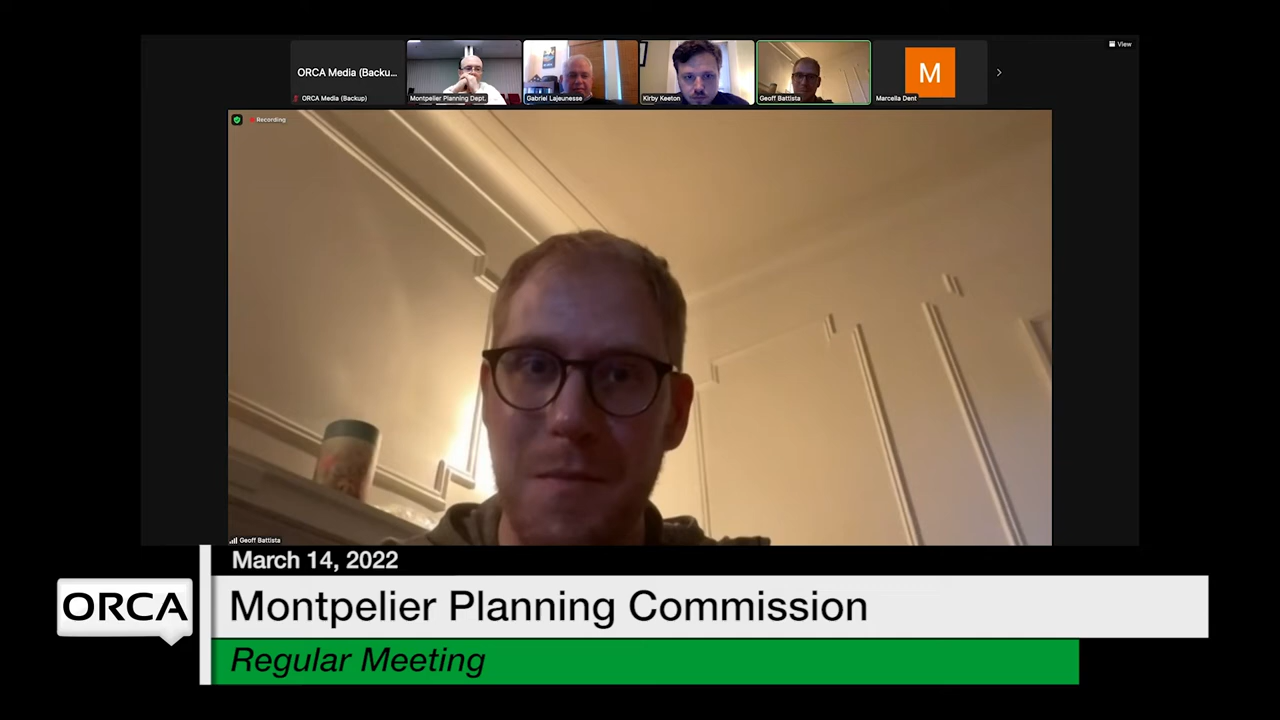 View
ORCA Media (Backu...
ORCA Media (Backup)
Montpelier Planning Dept.
Gabriel Lajeunesse
Kirby Keeton
Geoff Battista
M
Marcella Dent
Recording
Geoff Battista
March 14, 2022
ORCA
Montpelier Planning Commission
Regular Meeting